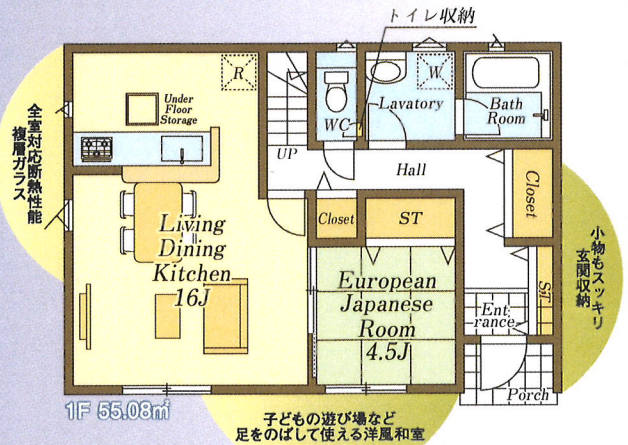 トイレ収納
R
Under
Floor
Storage
WC
Lavatory
W
Bath
Room
UP
Hall
Closet
全室対応断熱性能
複層ガラス
Living
Dining
Kitchen
16J
Closet
ST
European
Japanese
Room
4.5J
ST
Ent-
rance
Porch
小物もスッキリ
玄関収納
1F 55.08㎡
子どもの遊び場など
足をのばして使える洋風和室